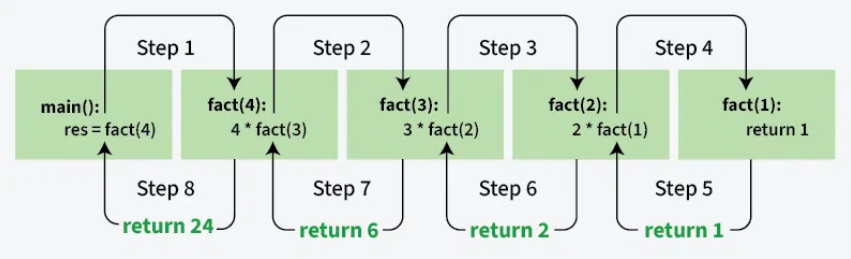 Step 1
Step 2
Step 3
Step 4
main():
res = fact(4)
fact(4):
4 * fact(3)
fact(3):
3 * fact(2)
fact(2):
2 * fact(1)
fact(1):
return 1
Step 8
Step 7
Step 6
Step 5
return 24
return 6
return 2
return 1